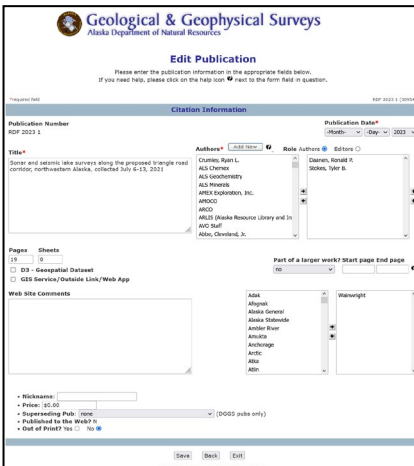 Geological & Geophysical Surveys
Alaska Department of Natural Resources
Edit Publication
Please enter the publication information in the appropriate fields below.
If you need help, please click on the help icon next to the form field in question.
*required field
RDF 2023 1
Citation Information
Publication Number
RDF 2023 1
Publication Date*
-Month- -Day- 2023
Title*
Authors* Add New Role Authors Editors
Sonar and seismic lake surveys along the proposed triangle road
corridor, northwestern Alaska, collected July 6-13, 2021
Crumley, Ryan L.
ALS Chemex
ALS Geochemistry
ALS Minerals
AMEX Exploration, Inc.
AMOCO
ARCO
ARLIS (Alaska Resource Library and In
AVO Staff
Abbe, Cleveland, Jr.
Daanen, Ronald P.
Stokes, Tyler B.
Pages Sheets
19 0
D3 - Geospatial Dataset
GIS Service/Outside Link/Web App
Part of a larger work? Start page End page
no
Web Site Comments
Adak
Afognak
Alaska General
Alaska Statewide
Ambler River
Amukta
Anchorage
Arctic
Atka
Atlin
Wainwright
• Nickname:
• Price: $0.00
• Superseding Pub: none (DGGS pubs only)
• Published to the Web? N
• Out of Print? Yes No
Save Back Exit